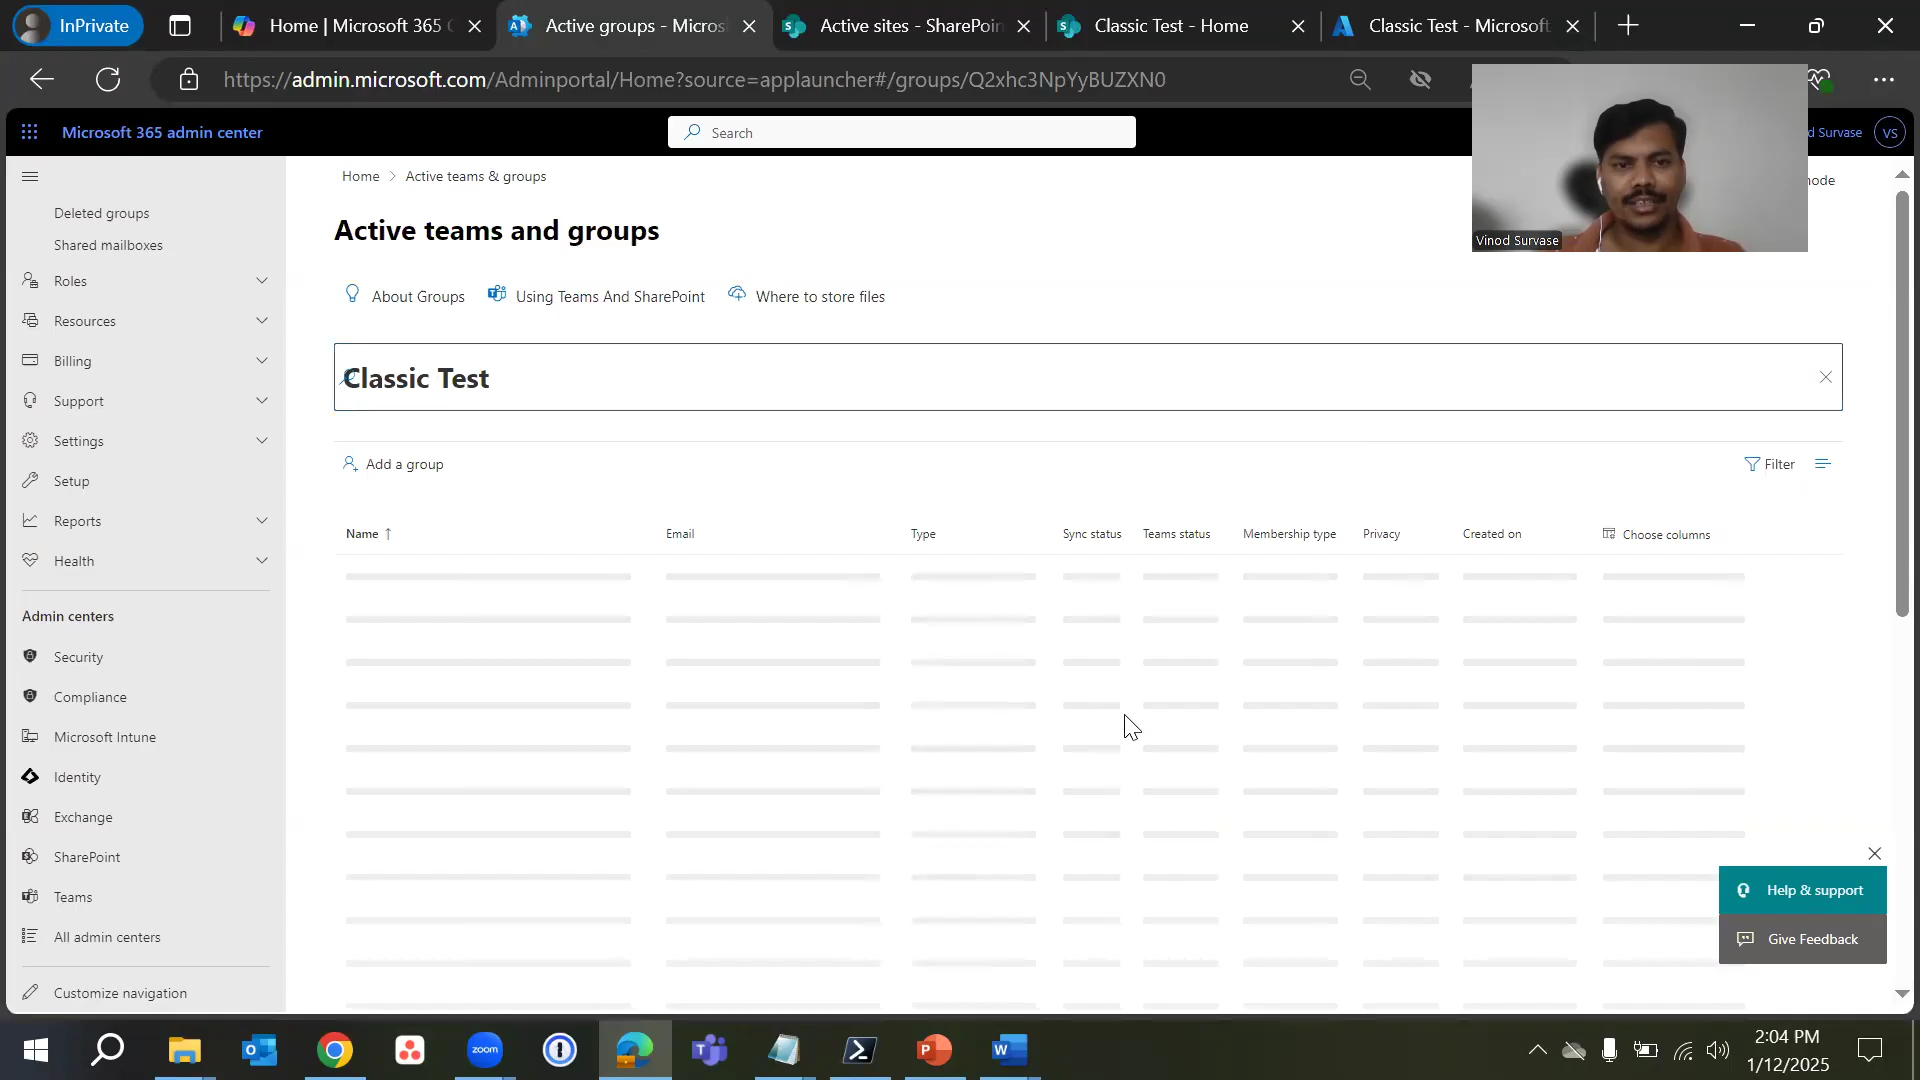 InPrivate
Home | Microsoft 365 C
Active groups - Micros
Active sites - SharePoin
Classic Test - Home
Classic Test - Microsoft
https://admin.microsoft.com/Adminportal/Home?source=applauncher#/groups/Q2xhc3NpYyBUZXN0
Microsoft 365 admin center
Search
d Survase
VS
Home
Active teams & groups
node
Vinod Survase
Active teams and groups
About Groups
Using Teams And SharePoint
Where to store files
Classic Test
Add a group
Filter
Name ↑
Email
Type
Sync status
Teams status
Membership type
Privacy
Created on
Choose columns
Deleted groups
Shared mailboxes
Roles
Resources
Billing
Support
Settings
Setup
Reports
Health
Admin centers
Security
Compliance
Microsoft Intune
Identity
Exchange
SharePoint
Teams
All admin centers
Customize navigation
Help & support
Give Feedback
zoom
2:04 PM
1/12/2025